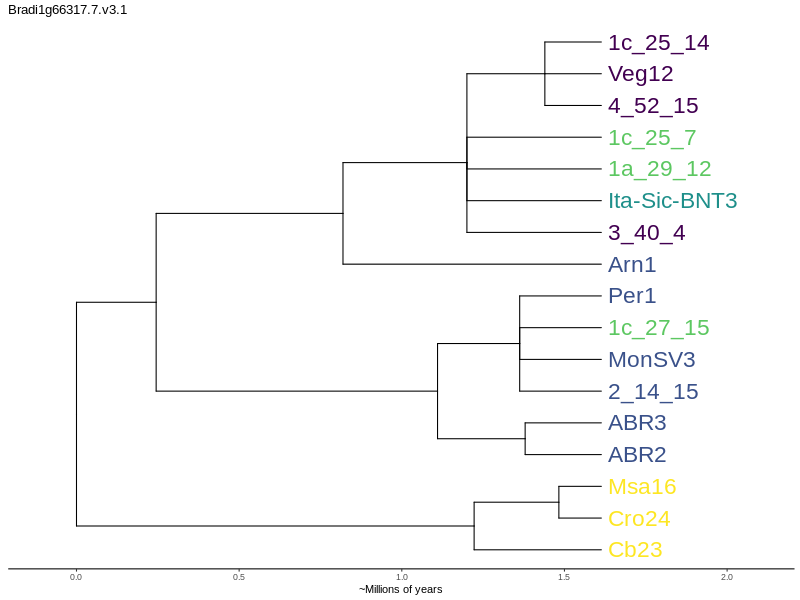 Bradi1g66317.7.v3.1
1c_25_14
Veg12
4_52_15
1c_25_7
1a_29_12
Ita-Sic-BNT3
3_40_4
Arn1
Per1
1c_27_15
MonSV3
2_14_15
ABR3
ABR2
Msa16
Cro24
Cb23
0.0 0.5 1.0 1.5 2.0
~Millions of years